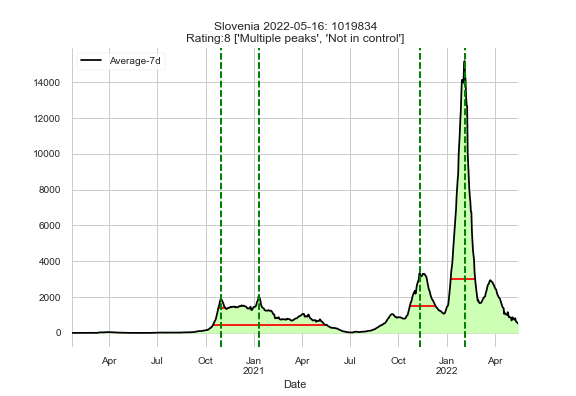 Slovenia 2022-05-16: 1019834
Rating:8 ['Multiple peaks', 'Not in control']
Average-7d
14000
12000
10000
8000
6000
4000
2000
0
Apr Jul Oct Jan Apr Jul Oct Jan Apr
2021 2022
Date